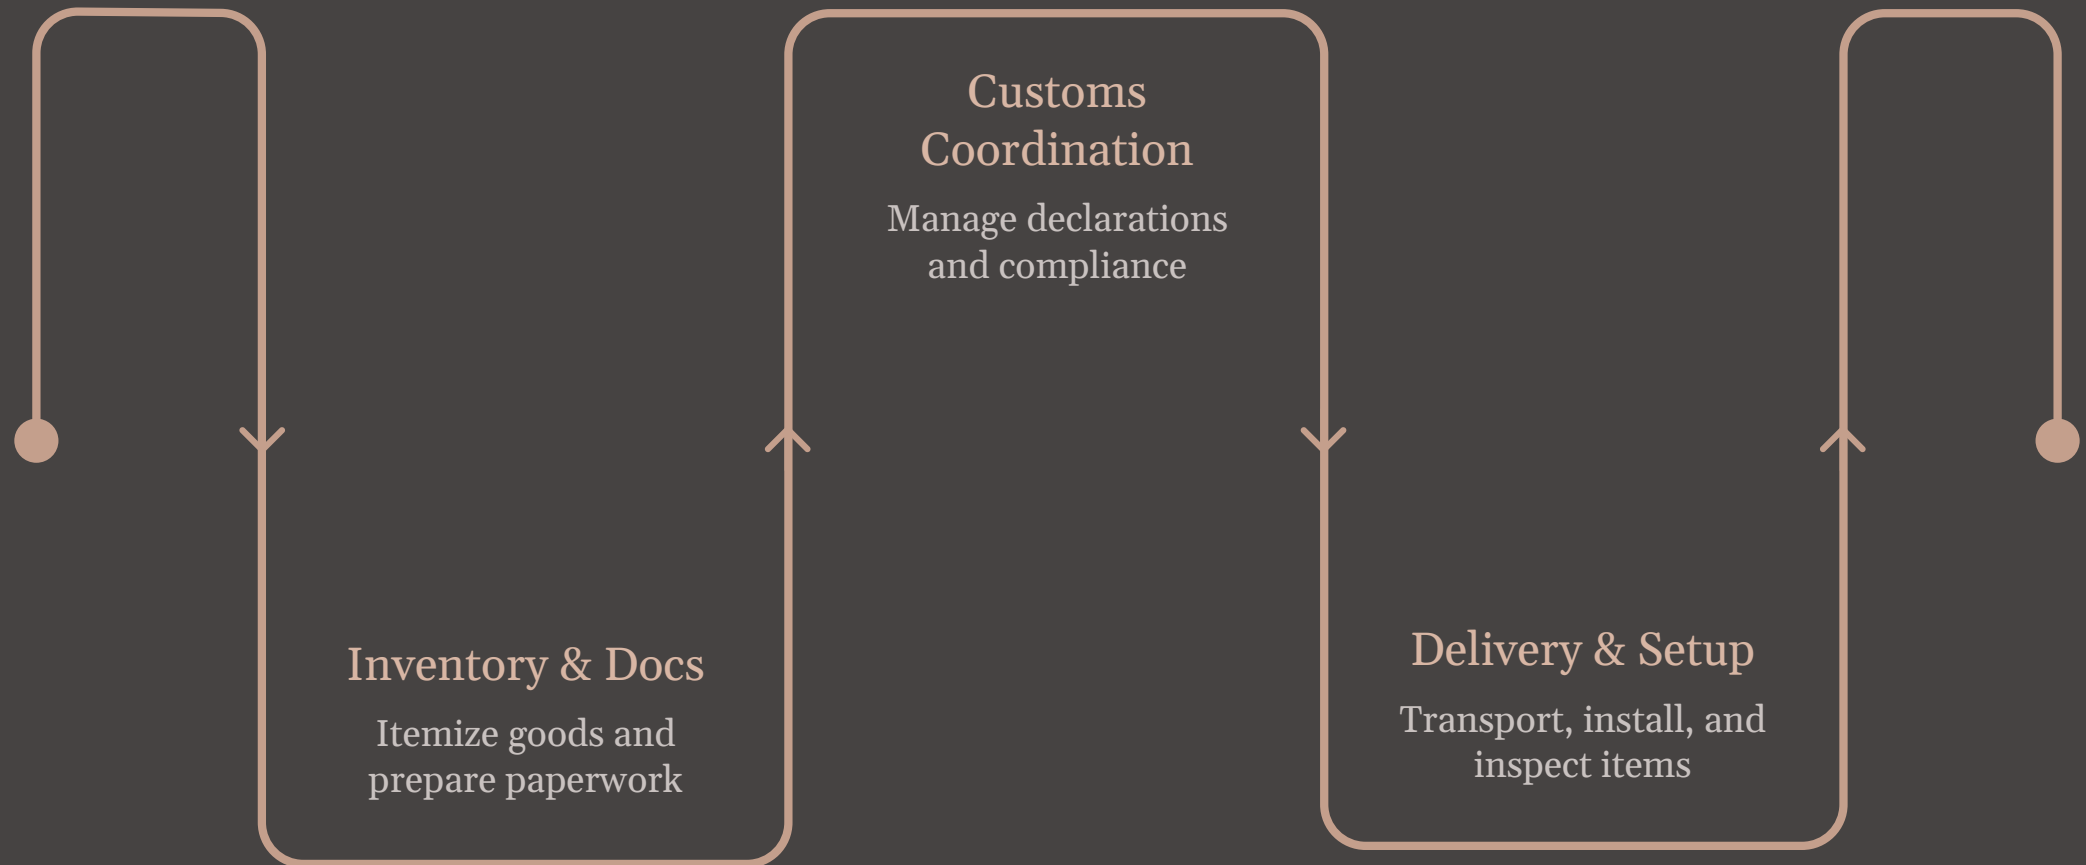 Customs
Coordination
Manage declarations
and compliance
Inventory & Docs
Itemize goods and
prepare paperwork
Delivery & Setup
Transport, install, and
inspect items